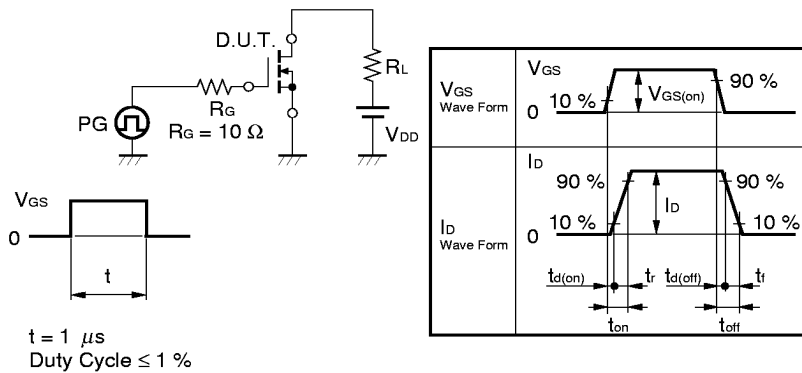 D.U.T.
RL
RG
PG
RG = 10 Ω
VDD
VGS
0
t
t = 1 μs
Duty Cycle ≤ 1 %
VGS
Wave Form
VGS
10 %
0
VGS(on)
90 %
ID
Wave Form
ID
90 %
10 %
0
ID
90 %
10 %
td(on)
tr
td(off)
tf
ton
toff